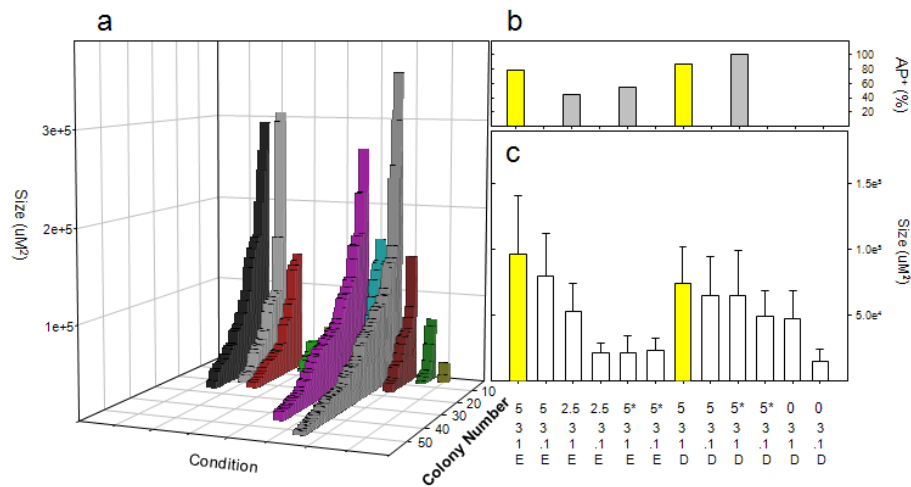 a
3e+5
2e+5
1e+5
Size (uM²)
Condition
Colony Number
10
20
30
40
50
b
100
80
60
40
20
AP+ (%)
c
1.5e⁵
1.0e⁵
5.0e⁴
Size (uM²)
5 5 2.5 2.5 5* 5* 5 5 5* 5* 0 0
3 3 3 3 3 3 3 3 3 3 3 3
1 .1 1 .1 1 .1 1 .1 1 .1 1 .1
E E E E E E D D D D D D